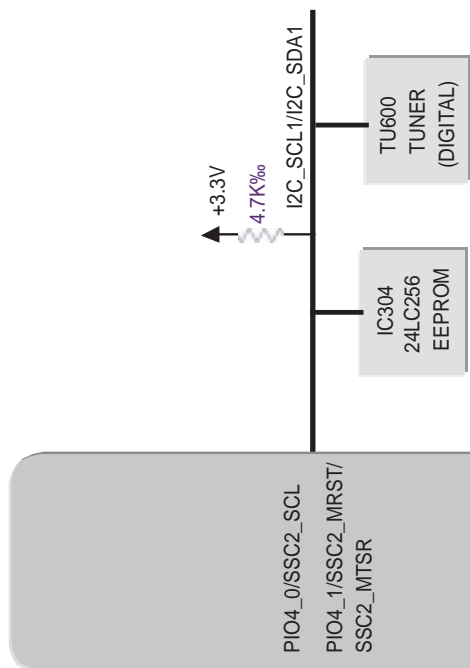 +3.3V
4.7K‰
I2C_SCL1/I2C_SDA1
PIO4_0/SSC2_SCL
PIO4_1/SSC2_MRST/
SSC2_MTSR
IC304
24LC256
EEPROM
TU600
TUNER
(DIGITAL)